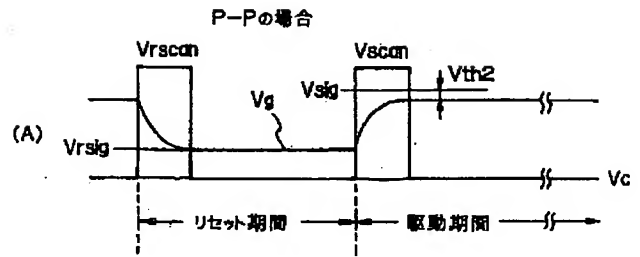 P-Pの場合
Vrscan
Vscan
Vsig
Vth2
Vg
(A)
Vrsig
Vc
リセット期間
駆動期間